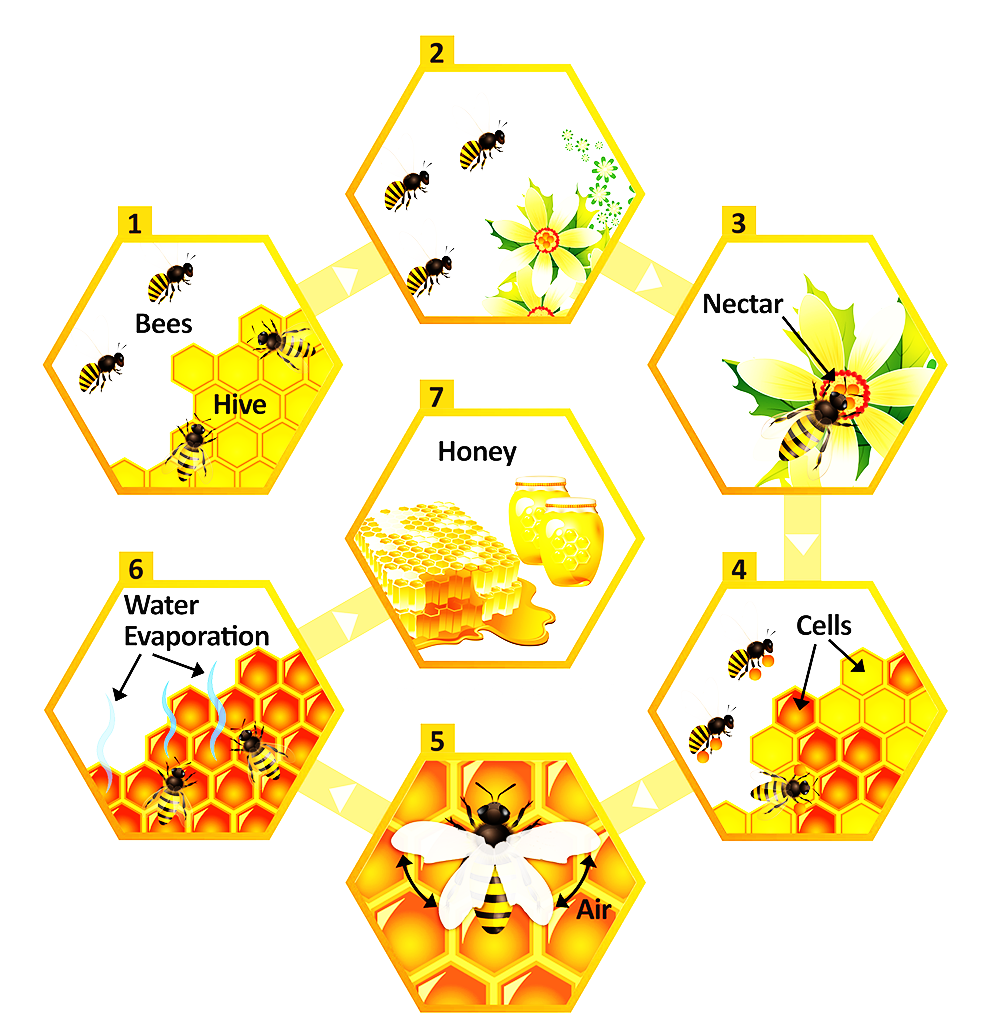 1
Bees
Hive
2
3
Nectar
4
Cells
5
Air
6
Water
Evaporation
7
Honey